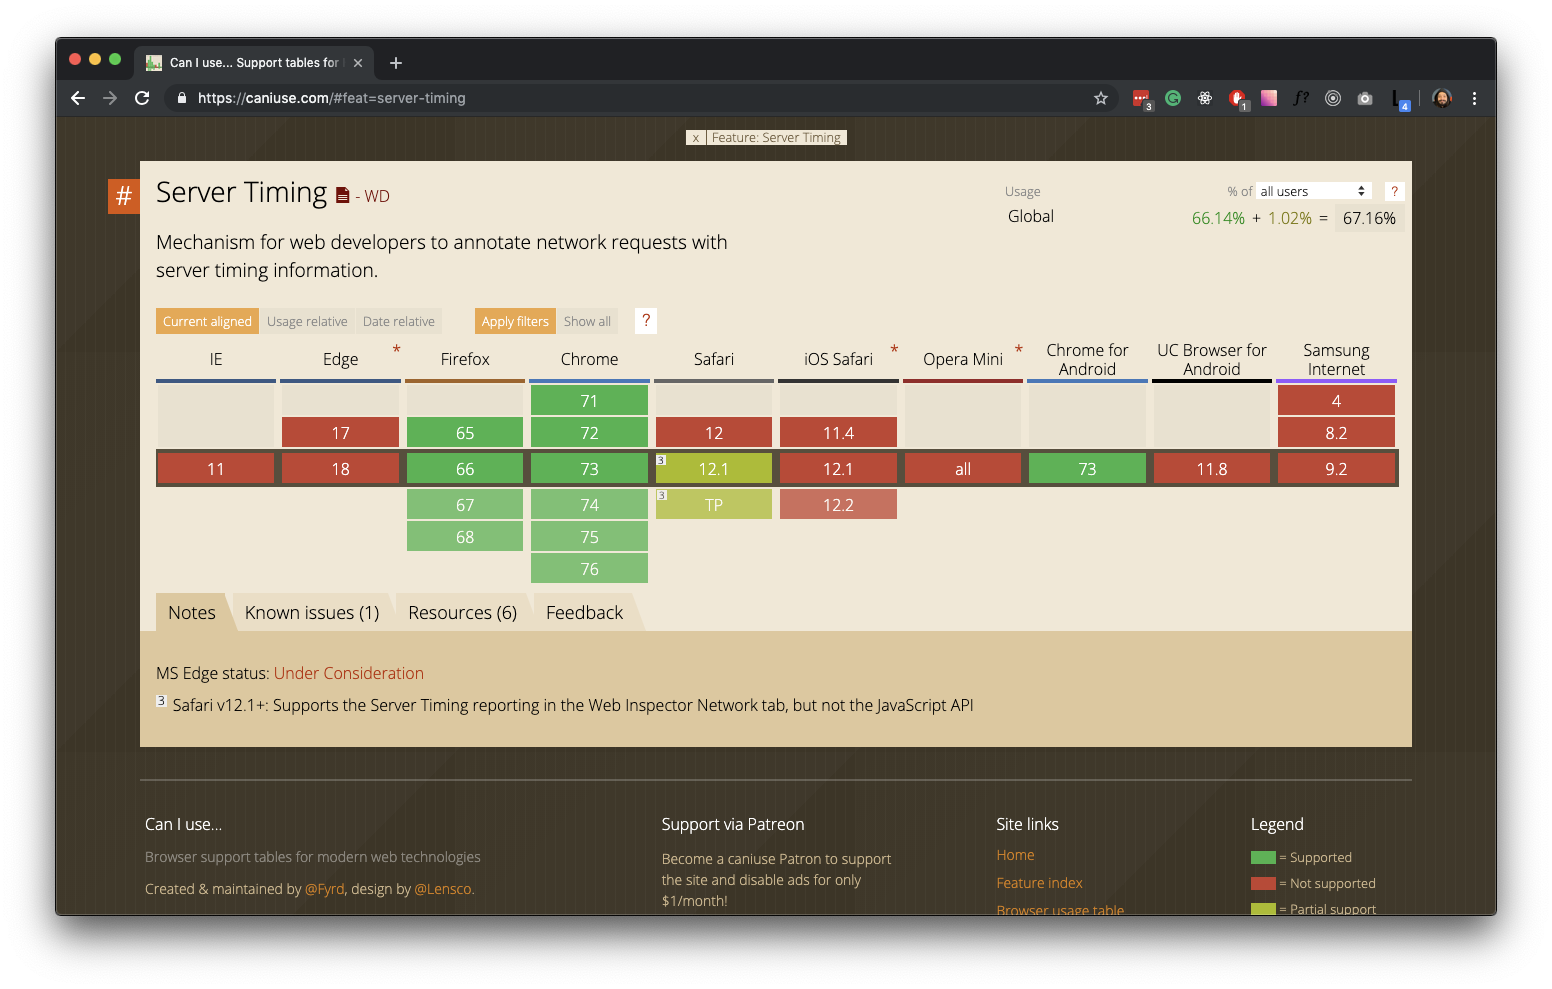 Can I use... Support tables for
https://caniuse.com/#feat=server-timing
3
1
f?
4
x Feature: Server Timing
#
Server Timing - WD
Usage % of all users ?
Global 66.14% + 1.02% = 67.16%
Mechanism for web developers to annotate network requests with
server timing information.
Current aligned Usage relative Date relative Apply filters Show all ?
IE Edge * Firefox Chrome Safari iOS Safari * Opera Mini * Chrome for Android UC Browser for Android Samsung Internet
71 4
17 65 72 12 11.4 8.2
11 18 66 73 3 12.1 12.1 all 73 11.8 9.2
67 74 3 TP 12.2
68 75
76
Notes Known issues (1) Resources (6) Feedback
MS Edge status: Under Consideration
3 Safari v12.1+: Supports the Server Timing reporting in the Web Inspector Network tab, but not the JavaScript API
Can I use...
Browser support tables for modern web technologies
Created & maintained by @Fyrd, design by @Lensco.
Support via Patreon
Become a caniuse Patron to support
the site and disable ads for only
$1/month!
Site links
Home
Feature index
Browser usage table
Legend
= Supported
= Not supported
= Partial support